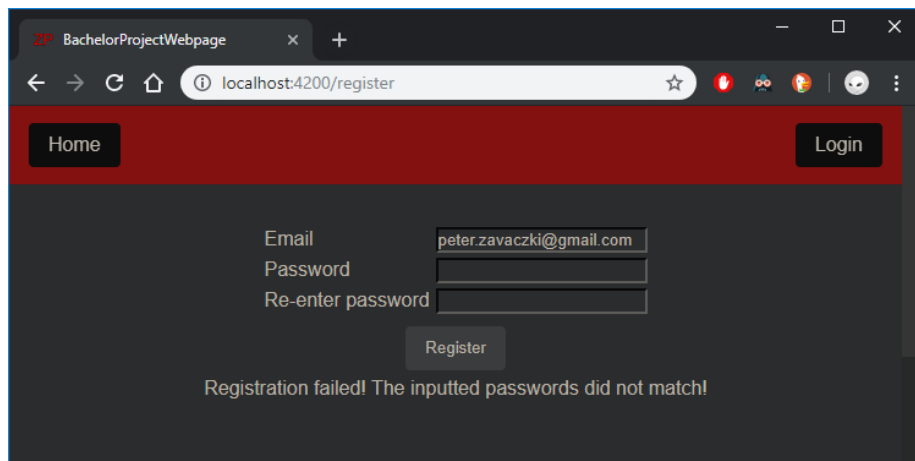 ZP BachelorProjectWebpage
localhost:4200/register
Home Login
Email peter.zavaczki@gmail.com
Password
Re-enter password
Register
Registration failed! The inputted passwords did not match!